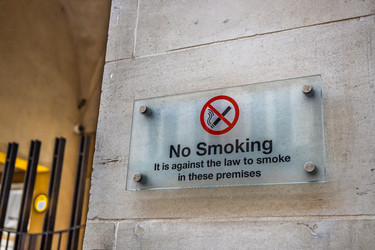 No Smoking
It is against the law to smoke
in these premises